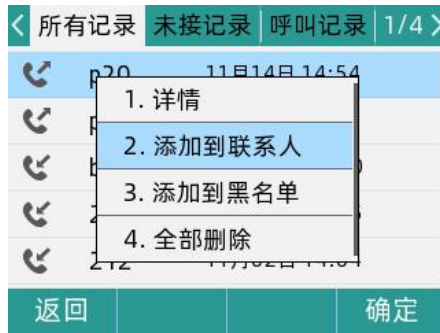 所有记录 未接记录 呼叫记录 1/4
p20 11月14日 14:54
1. 详情
2. 添加到联系人
3. 添加到黑名单
4. 全部删除
返回 确定